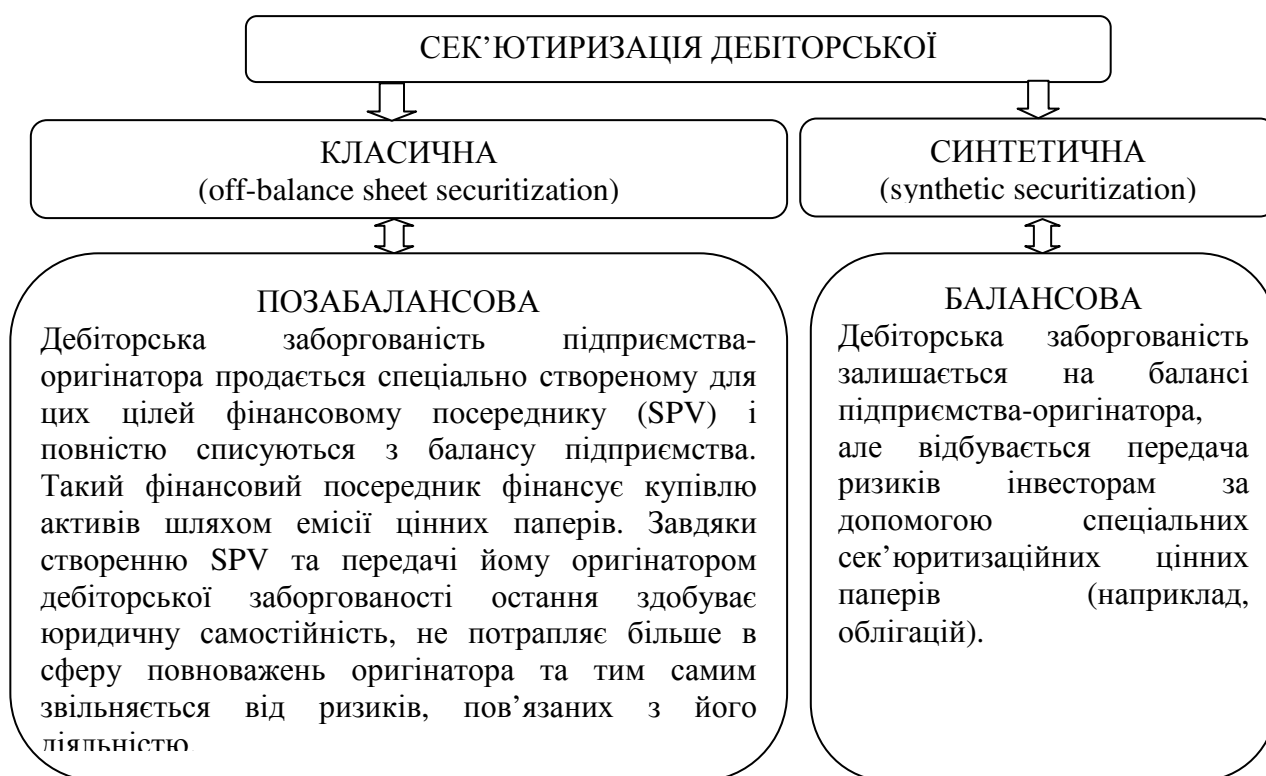 СЕК’ЮТИРИЗАЦІЯ ДЕБІТОРСЬКОЇ
КЛАСИЧНА
(off-balance sheet securitization)
СИНТЕТИЧНА
(synthetic securitization)
ПОЗАБАЛАНСОВА
Дебіторська заборгованість підприємства-
оригінатора продається спеціально створеному для
цих цілей фінансовому посереднику (SPV) і
повністю списуються з балансу підприємства.
Такий фінансовий посередник фінансує купівлю
активів шляхом емісії цінних паперів. Завдяки
створенню SPV та передачі йому оригінатором
дебіторської заборгованості остання здобуває
юридичну самостійність, не потрапляє більше в
сферу повноважень оригінатора та тим самим
звільняється від ризиків, пов’язаних з його
діяльністю.
БАЛАНСОВА
Дебіторська заборгованість
залишається на балансі
підприємства-оригінатора,
але відбувається передача
ризиків інвесторам за
допомогою спеціальних
сек’юритизаційних цінних
паперів (наприклад,
облігацій).